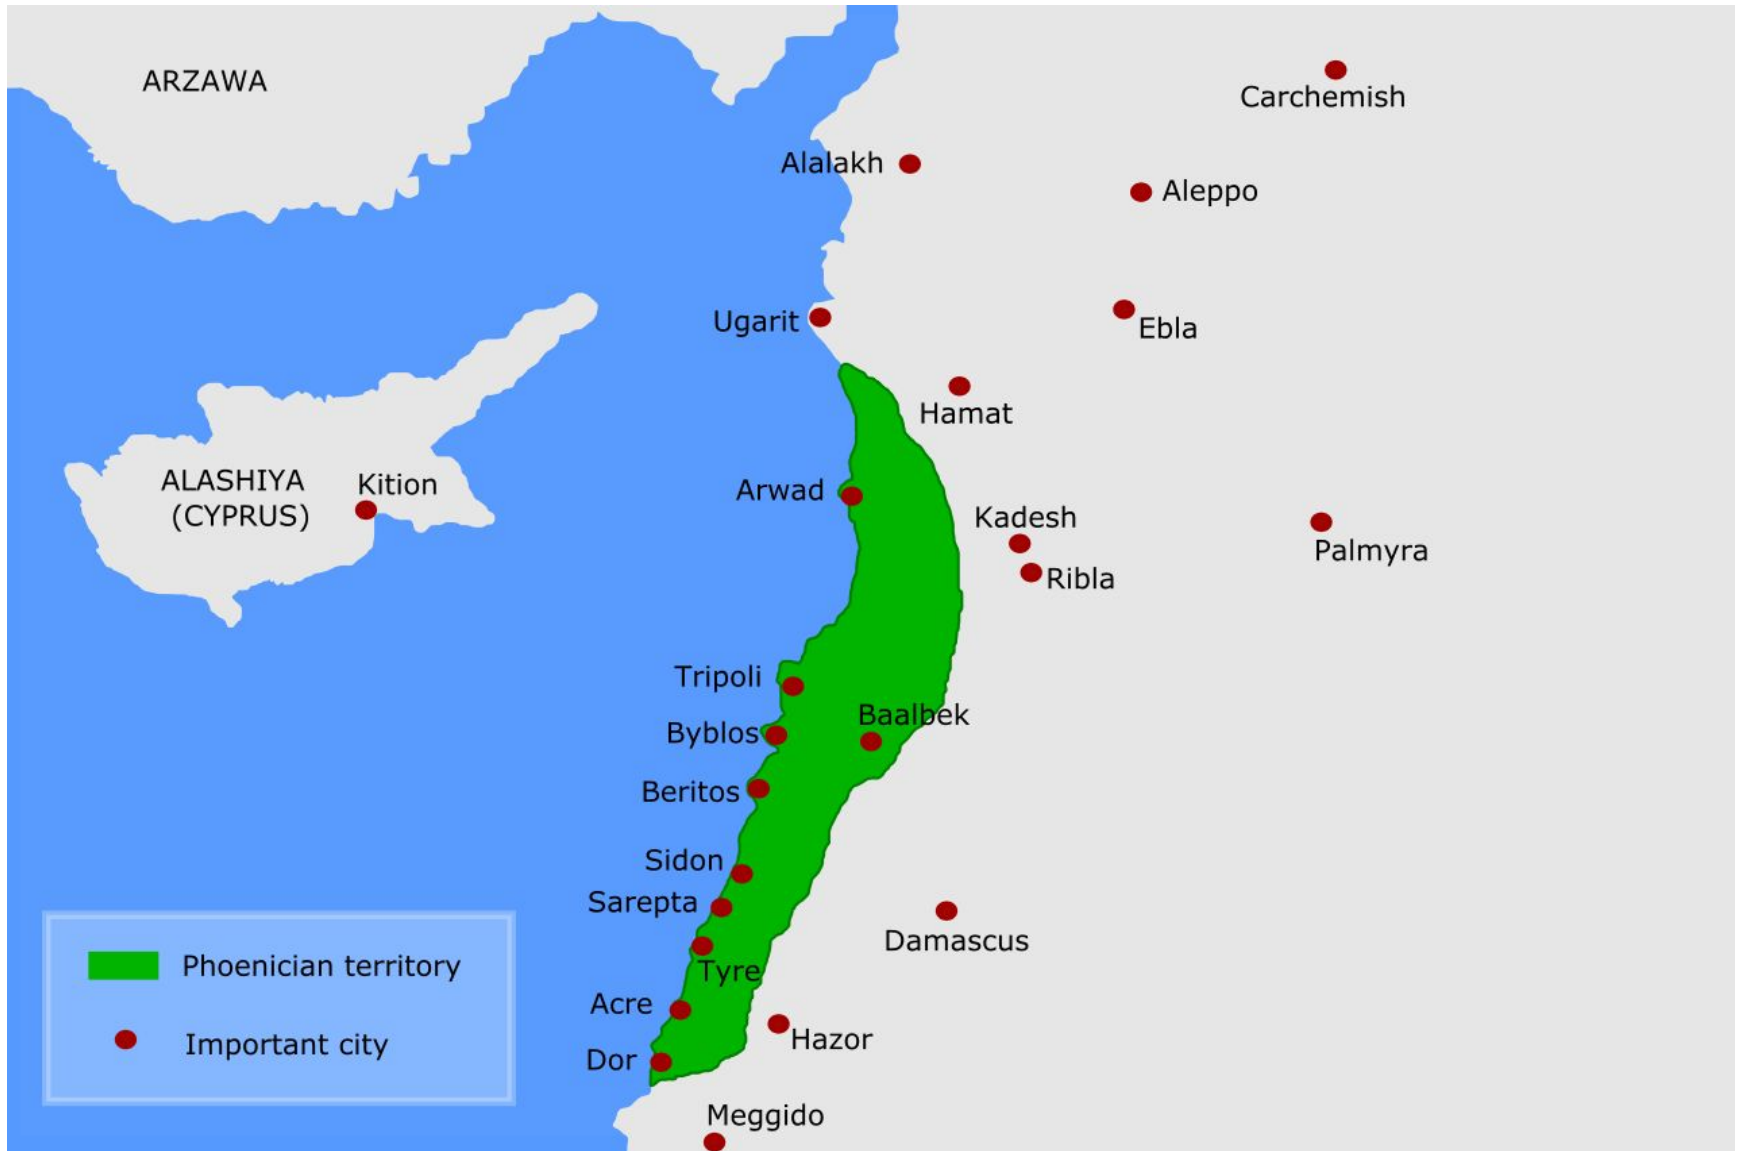 ARZAWA
Carchemish
Alalakh
Aleppo
Ugarit
Ebla
Hamat
ALASHIYA
(CYPRUS)
Kition
Arwad
Kadesh
Palmyra
Ribla
Tripoli
Baalbek
Byblos
Beritos
Sidon
Sarepta
Damascus
Tyre
Acre
Hazor
Dor
Meggido
Phoenician territory
Important city